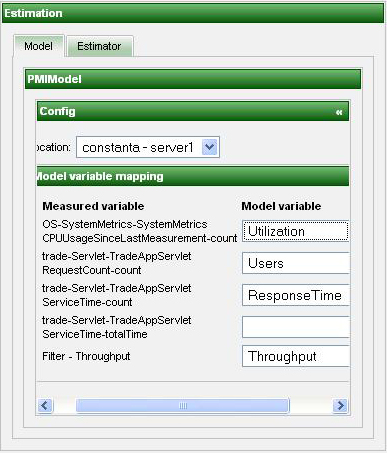 Estimation
Model Estimator
PMIModel
Config «
ocation: constanta - server1
Model variable mapping
Measured variable Model variable
OS-SystemMetrics-SystemMetrics
CPUUsageSinceLastMeasurement-count Utilization
trade-Servlet-TradeAppServlet
RequestCount-count Users
trade-Servlet-TradeAppServlet
ServiceTime-count ResponseTime
trade-Servlet-TradeAppServlet
ServiceTime-totalTime
Filter - Throughput Throughput